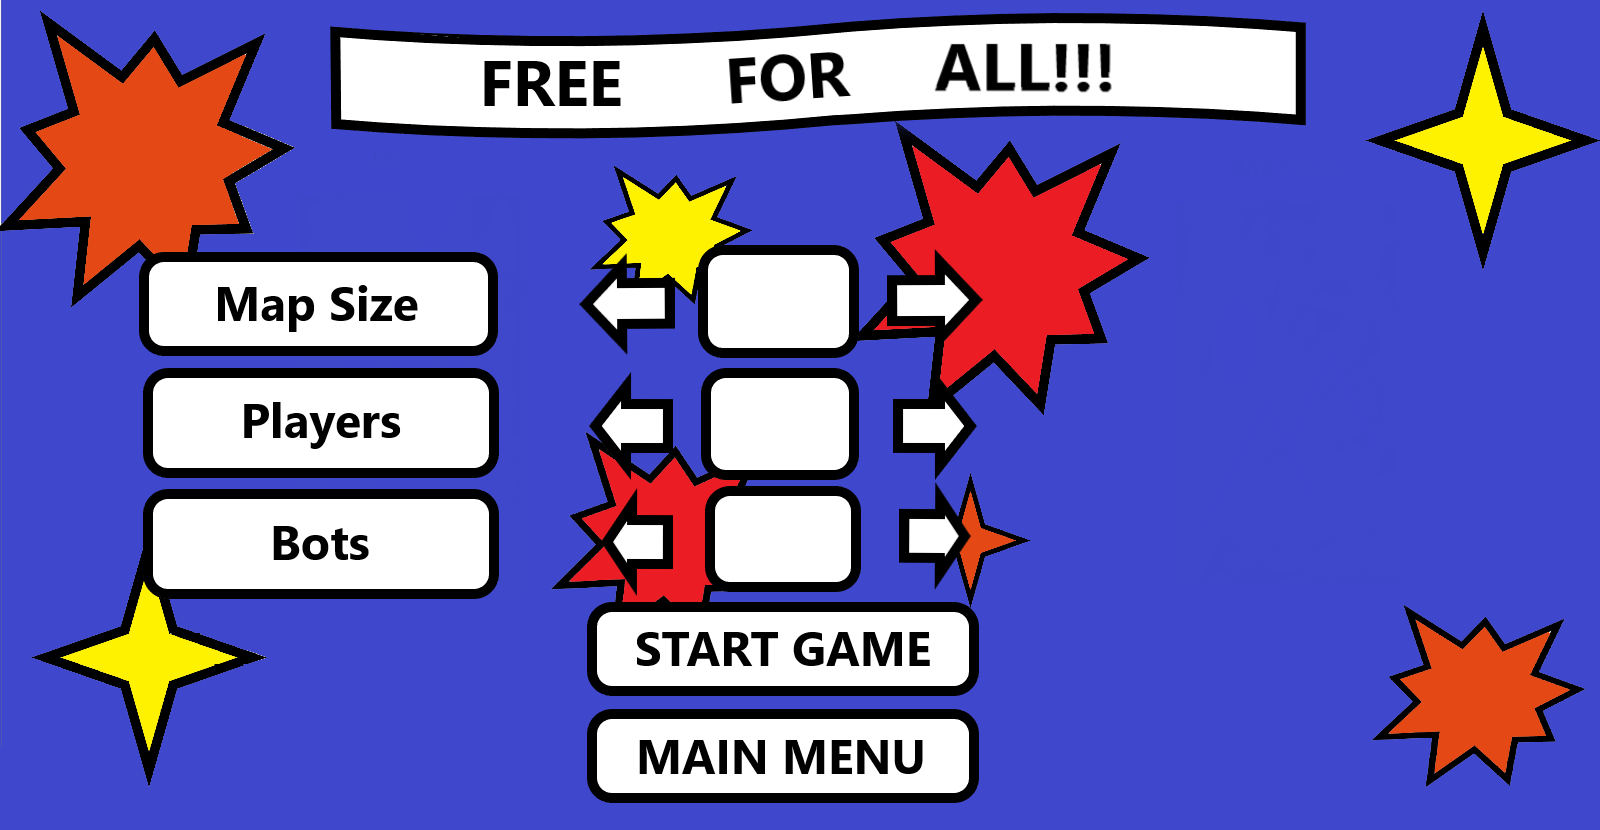 FREE FOR ALL!!!
Map Size
Players
Bots
START GAME
MAIN MENU